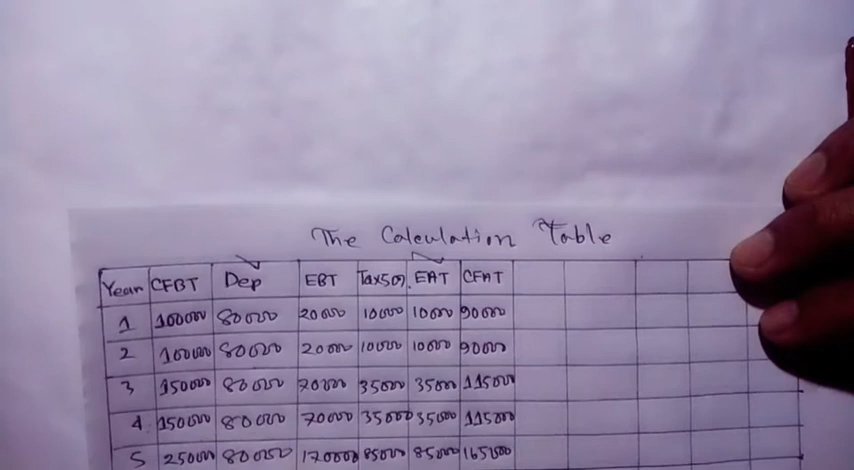 The Calculation Table
Year CFBT Dep EBT Tax50%. EAT CFAT
1 100000 80000 20000 10000 10000 90000
2 100000 80000 20000 10000 10000 90000
3 150000 80000 70000 35000 35000 115000
4 150000 80000 70000 35000 35000 115000
5 250000 80000 170000 85000 85000 165000